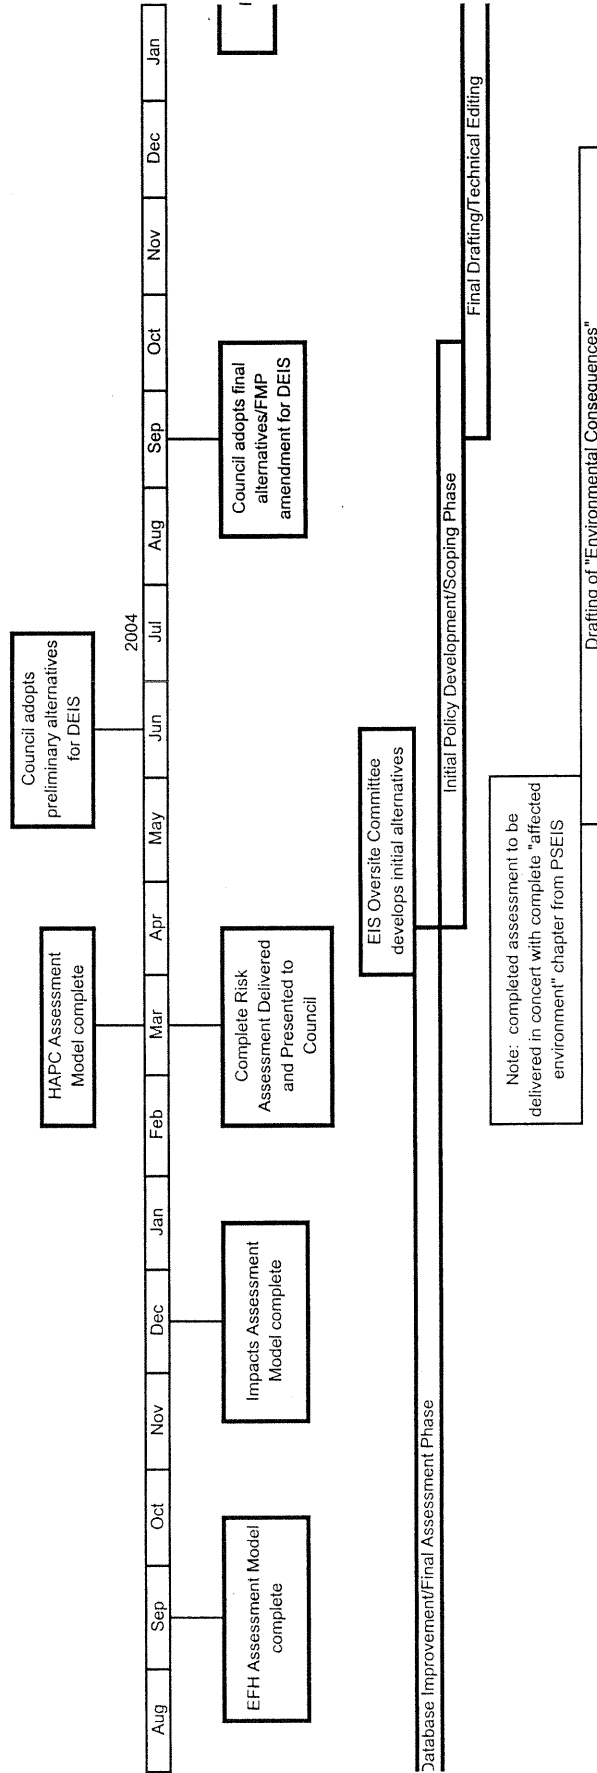 Council adopts
preliminary alternatives
for DEIS
HAPC Assessment
Model complete
2004
Aug
Sep
Oct
Nov
Dec
Jan
Feb
Mar
Apr
May
Jun
Jul
Aug
Sep
Oct
Nov
Dec
Jan
EFH Assessment Model
complete
Impacts Assessment
Model complete
Complete Risk
Assessment Delivered
and Presented to
Council
Council adopts final
alternatives/FMP
amendment for DEIS
EIS Oversite Committee
develops initial alternatives
Database Improvement/Final Assessment Phase
Initial Policy Development/Scoping Phase
Final Drafting/Technical Editing
Note: completed assessment to be
delivered in concert with complete "affected
environment" chapter from PSEIS
Drafting of "Environmental Consequences"